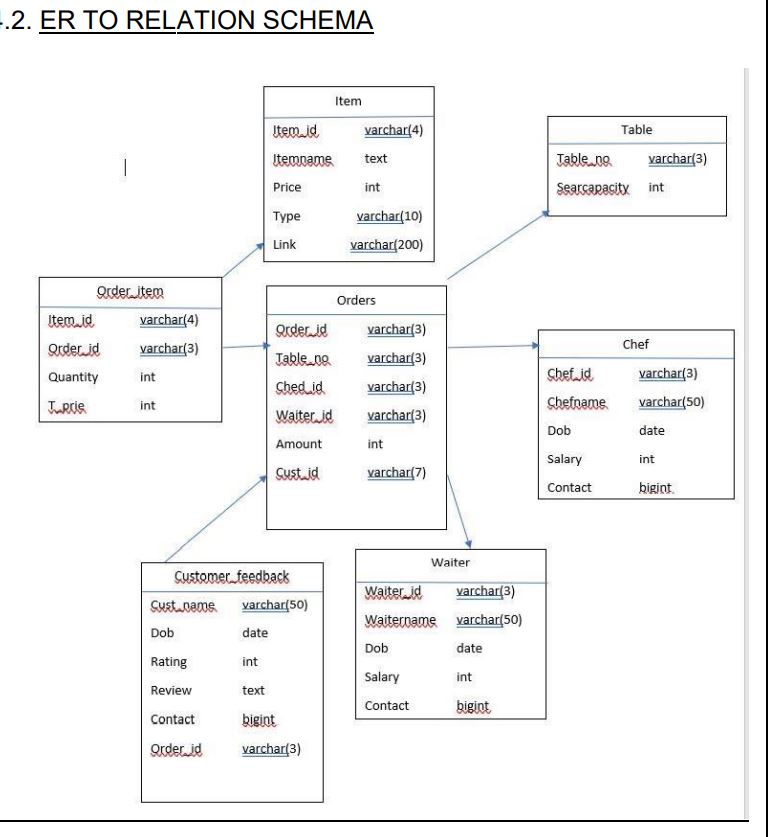 .2. ER TO RELATION SCHEMA
Item
Item_id varchar(4)
Itemname text
Price int
Type varchar(10)
Link varchar(200)
Table
Table_no varchar(3)
Searcapacity int
Order_item
Item_id varchar(4)
Order_id varchar(3)
Quantity int
T_prie int
Orders
Order_id varchar(3)
Table_no varchar(3)
Ched_id varchar(3)
Waiter_id varchar(3)
Amount int
Cust_id varchar(7)
Chef
Chef_id varchar(3)
Chefname varchar(50)
Dob date
Salary int
Contact bigint
Customer_feedback
Cust_name varchar(50)
Dob date
Rating int
Review text
Contact bigint
Order_id varchar(3)
Waiter
Waiter_id varchar(3)
Waitername varchar(50)
Dob date
Salary int
Contact bigint